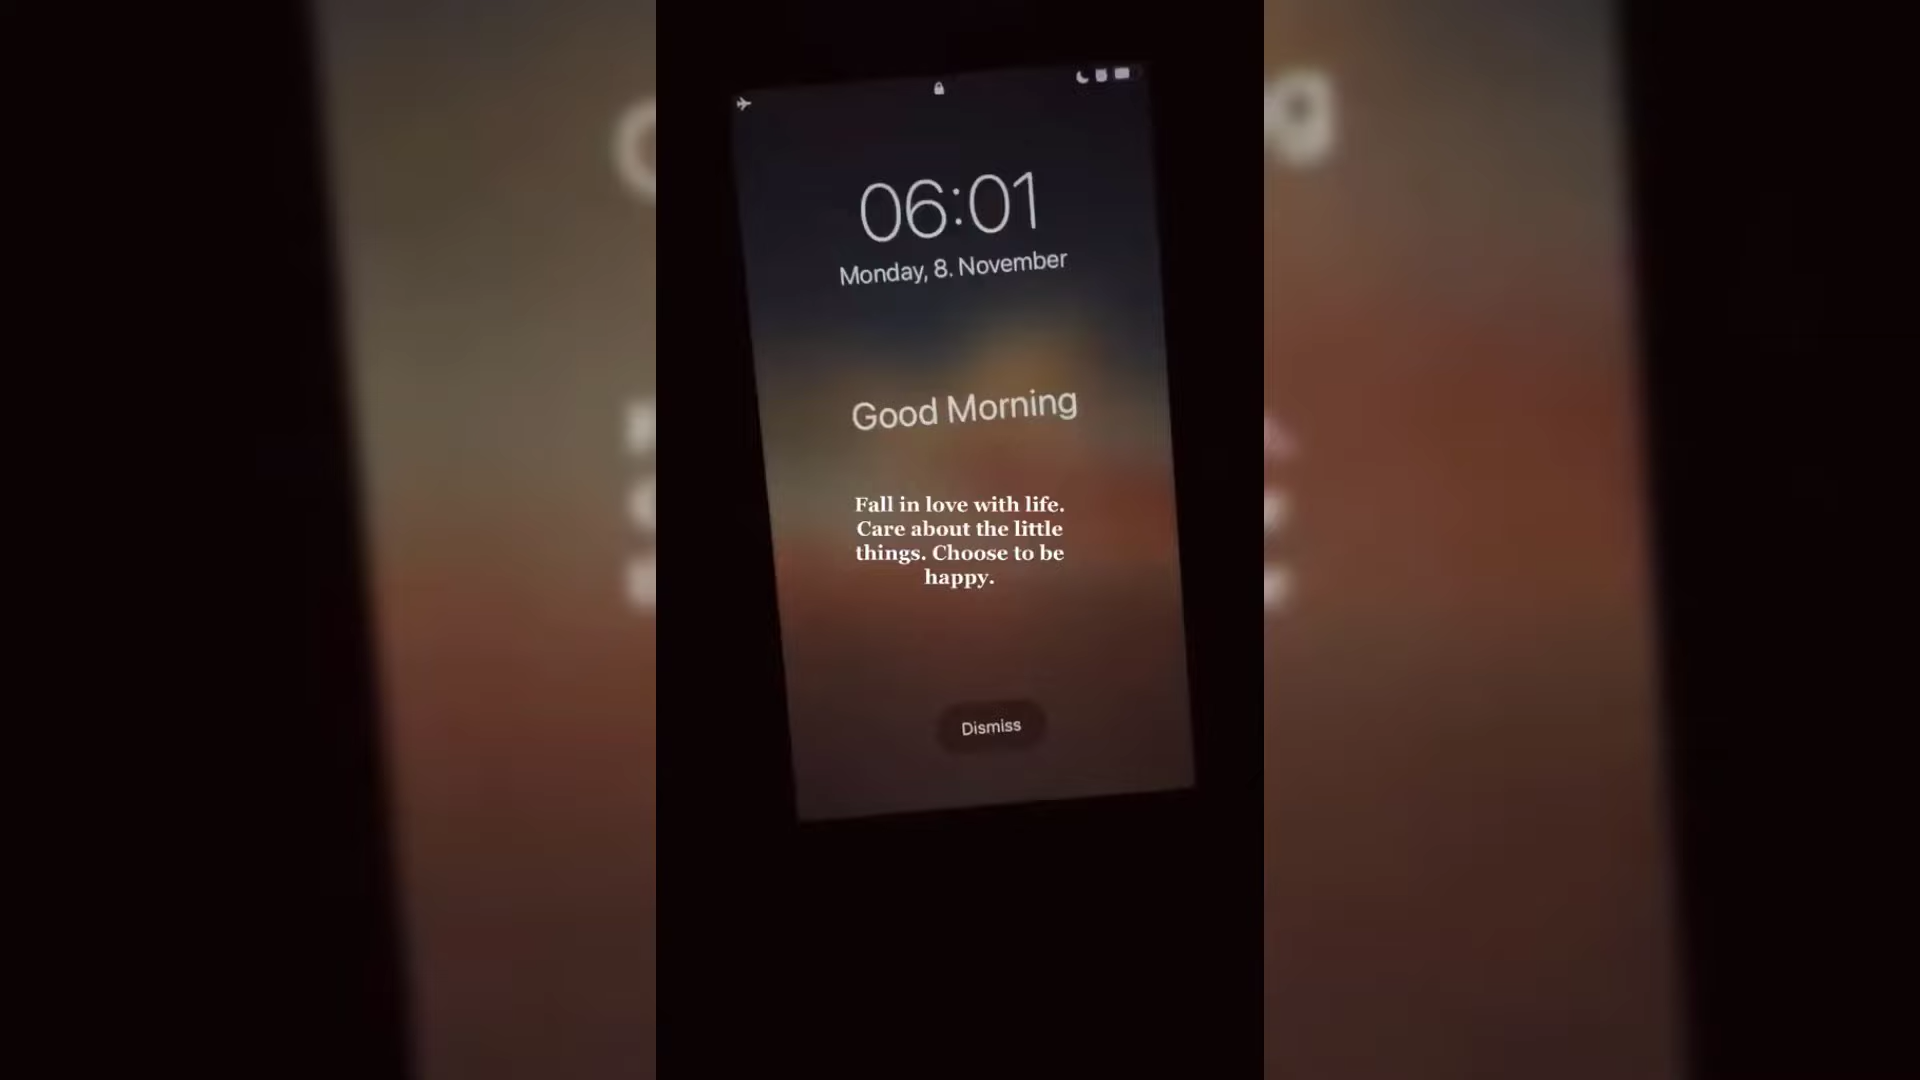 06:01
Monday, 8. November
Good Morning
Fall in love with life.
Care about the little
things. Choose to be
happy.
Dismiss